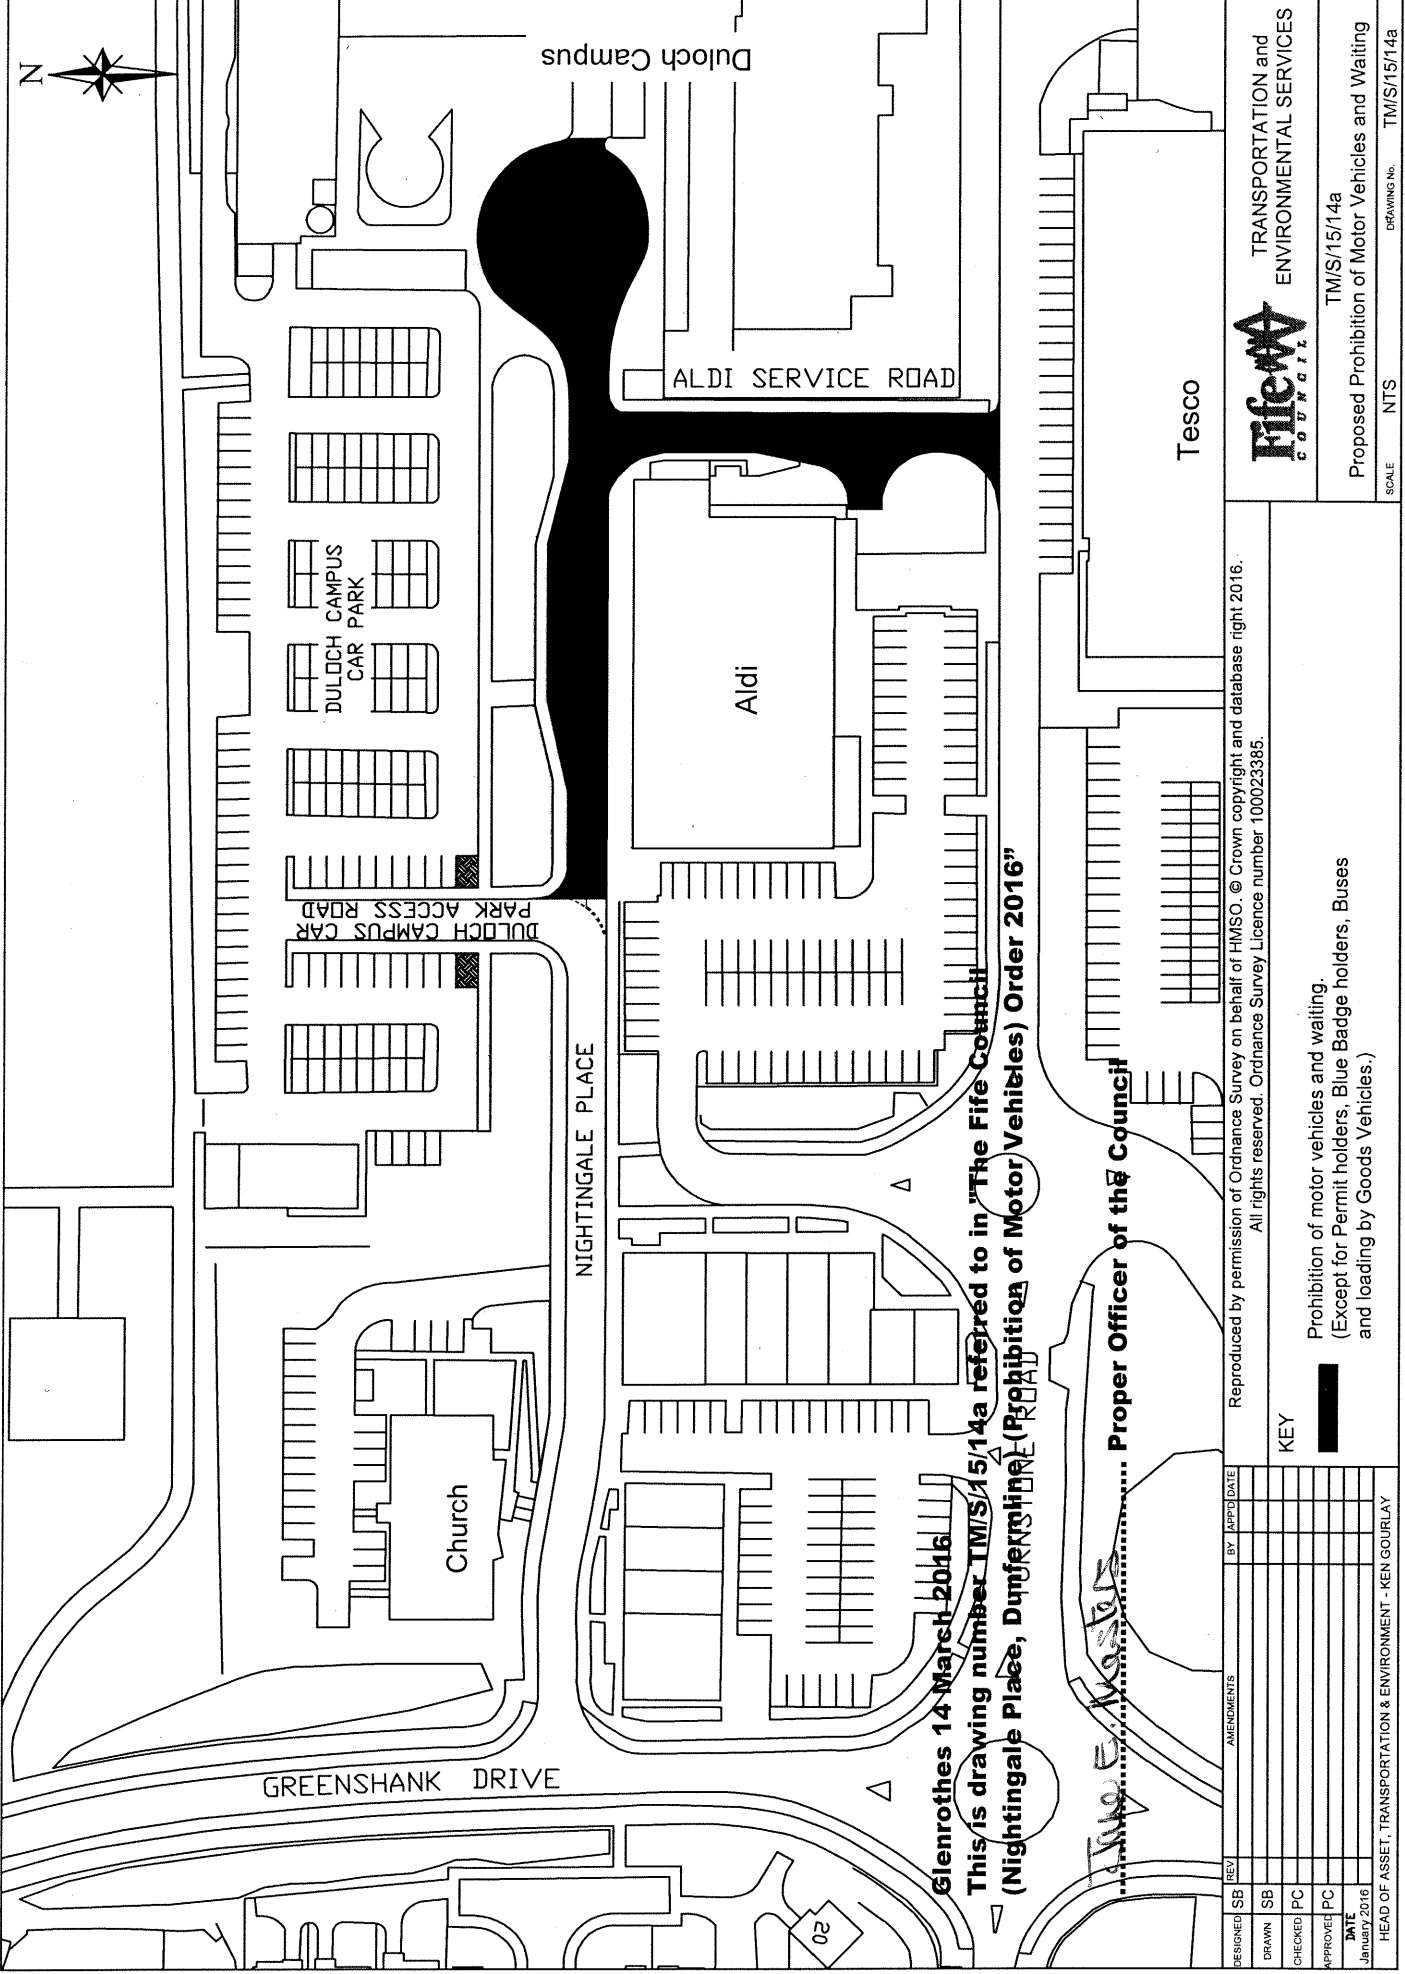 N
Duloch Campus
DULOCH CAMPUS
CAR PARK
DULOCH CAMPUS CAR
PARK ACCESS ROAD
ALDI SERVICE ROAD
NIGHTINGALE PLACE
Aldi
Tesco
Church
GREENSHANK DRIVE
TURNSTONE ROAD
20
Glenrothes 14 March 2016
This is drawing number TM/S/15/14a referred to in "The Fife Council
(Nightingale Place, Dunfermline) (Prohibition of Motor Vehicles) Order 2016"
Jane E. Masters
Proper Officer of the Council
Reproduced by permission of Ordnance Survey on behalf of HMSO. © Crown copyright and database right 2016.
All rights reserved. Ordnance Survey Licence number 100023385.
KEY
Prohibition of motor vehicles and waiting.
(Except for Permit holders, Blue Badge holders, Buses
and loading by Goods Vehicles.)
Fife
COUNCIL
TRANSPORTATION and
ENVIRONMENTAL SERVICES
TM/S/15/14a
Proposed Prohibition of Motor Vehicles and Waiting
SCALE NTS DRAWING No. TM/S/15/14a
DESIGNED SB
DRAWN SB
CHECKED PC
APPROVED PC
DATE
January 2016
REV AMENDMENTS BY APP'D DATE
HEAD OF ASSET, TRANSPORTATION & ENVIRONMENT - KEN GOURLAY